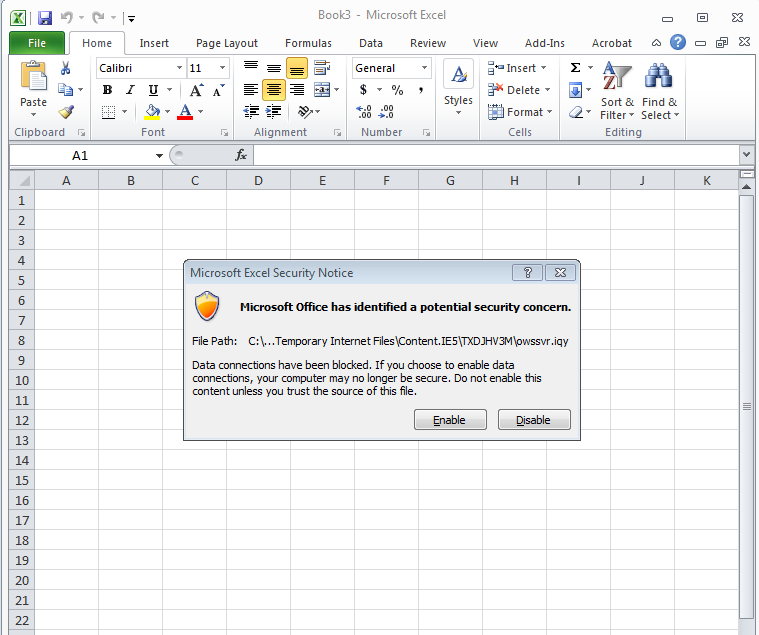 Book3 - Microsoft Excel
File Home Insert Page Layout Formulas Data Review View Add-Ins Acrobat
Paste
Clipboard
Calibri 11
B I U A A
A
Font
Alignment
General
$ % ,
.00 .0
Number
A
Styles
Insert
Delete
Format
Cells
Σ
Sort & Filter
Find & Select
Editing
A1 fx
A B C D E F G H I J K
1
2
3
4
5
6
7
8
9
10
11
12
13
14
15
16
17
18
19
20
21
22
Microsoft Excel Security Notice
Microsoft Office has identified a potential security concern.
File Path: C:\...Temporary Internet Files\Content.IE5\TXDJHV3M\owssvr.iqy
Data connections have been blocked. If you choose to enable data
connections, your computer may no longer be secure. Do not enable this
content unless you trust the source of this file.
Enable Disable